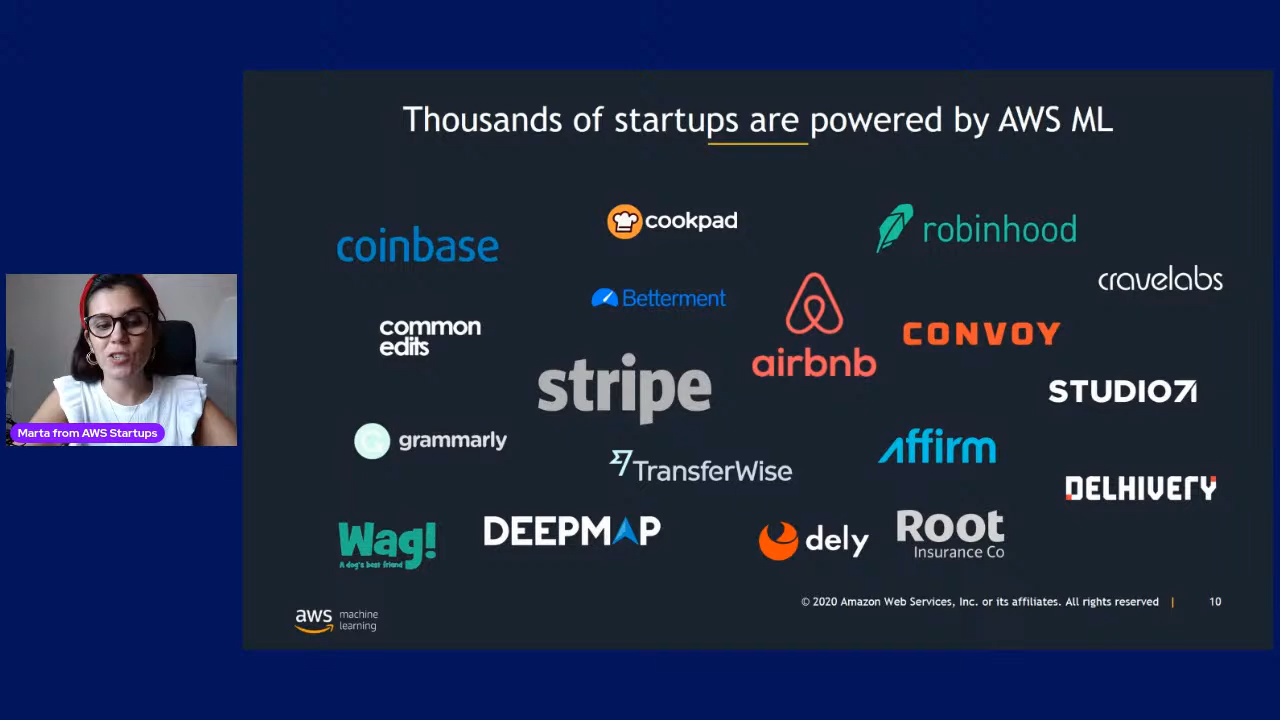 Thousands of startups are powered by AWS ML
coinbase
cookpad
robinhood
cravelabs
Betterment
airbnb
common
edits
CONVOY
stripe
STUDIO71
grammarly
TransferWise
affirm
DELHIVERY
Wag!
A dog's best friend
DEEPMAP
dely
Root
Insurance Co
Marta from AWS Startups
© 2020 Amazon Web Services, Inc. or its affiliates. All rights reserved | 10
aws machine
learning